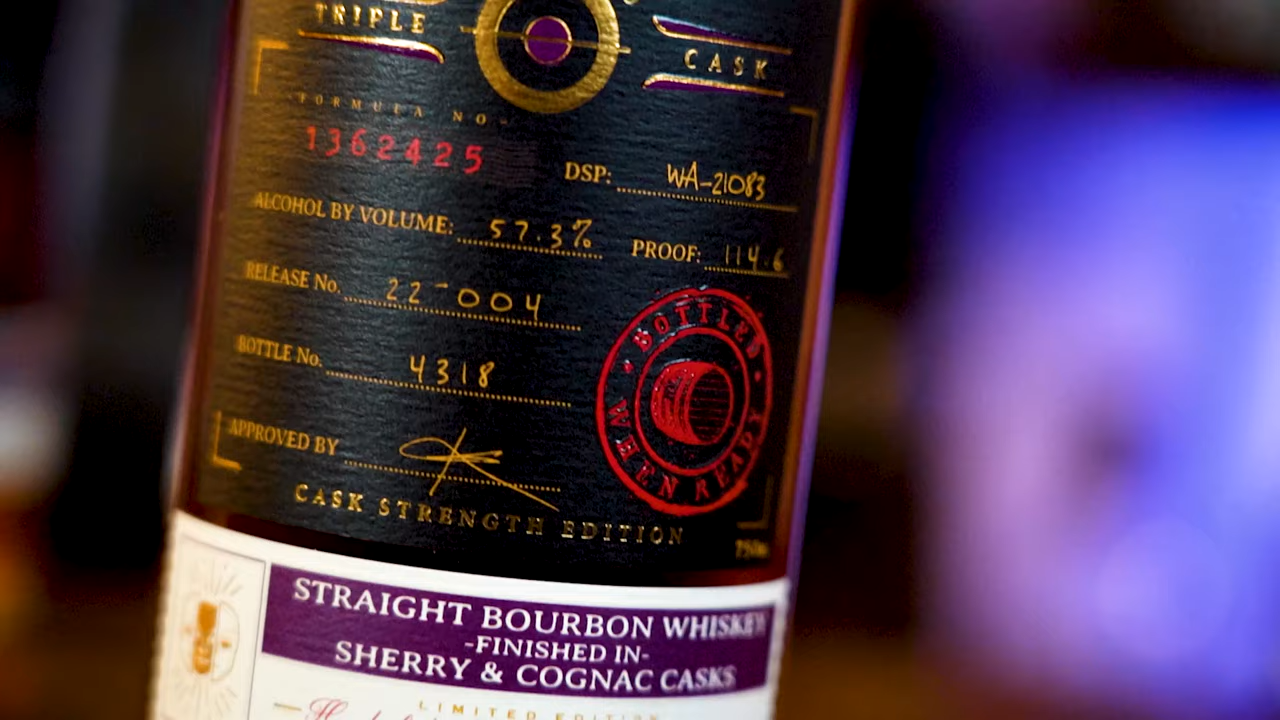 TRIPLE
CASK
FORMULA NO.
1362425
DSP: WA-21083
ALCOHOL BY VOLUME: 57.3%
PROOF: 114.6
RELEASE No. 22-004
BOTTLE No. 4318
BOTTLED WHEN READY
APPROVED BY
CASK STRENGTH EDITION
STRAIGHT BOURBON WHISKEY
-FINISHED IN-
SHERRY & COGNAC CASKS
LIMITED EDITION